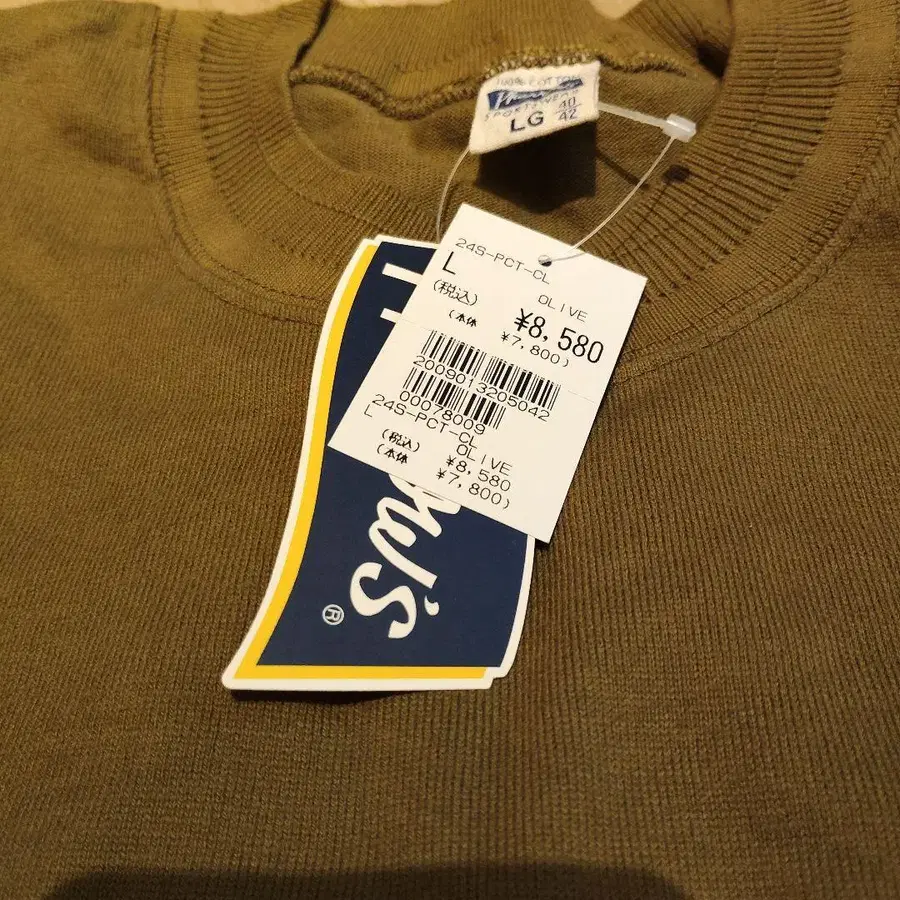 100% COTTON
SPORTSWEAR
LG 40
42
24S-PCT-CL
L
OLIVE
(税込) ¥8,580
(本体 ¥7,800)
2009013205042
00078009
24S-PCT-CL
L
OLIVE
(税込) ¥8,580
(本体 ¥7,800)
®